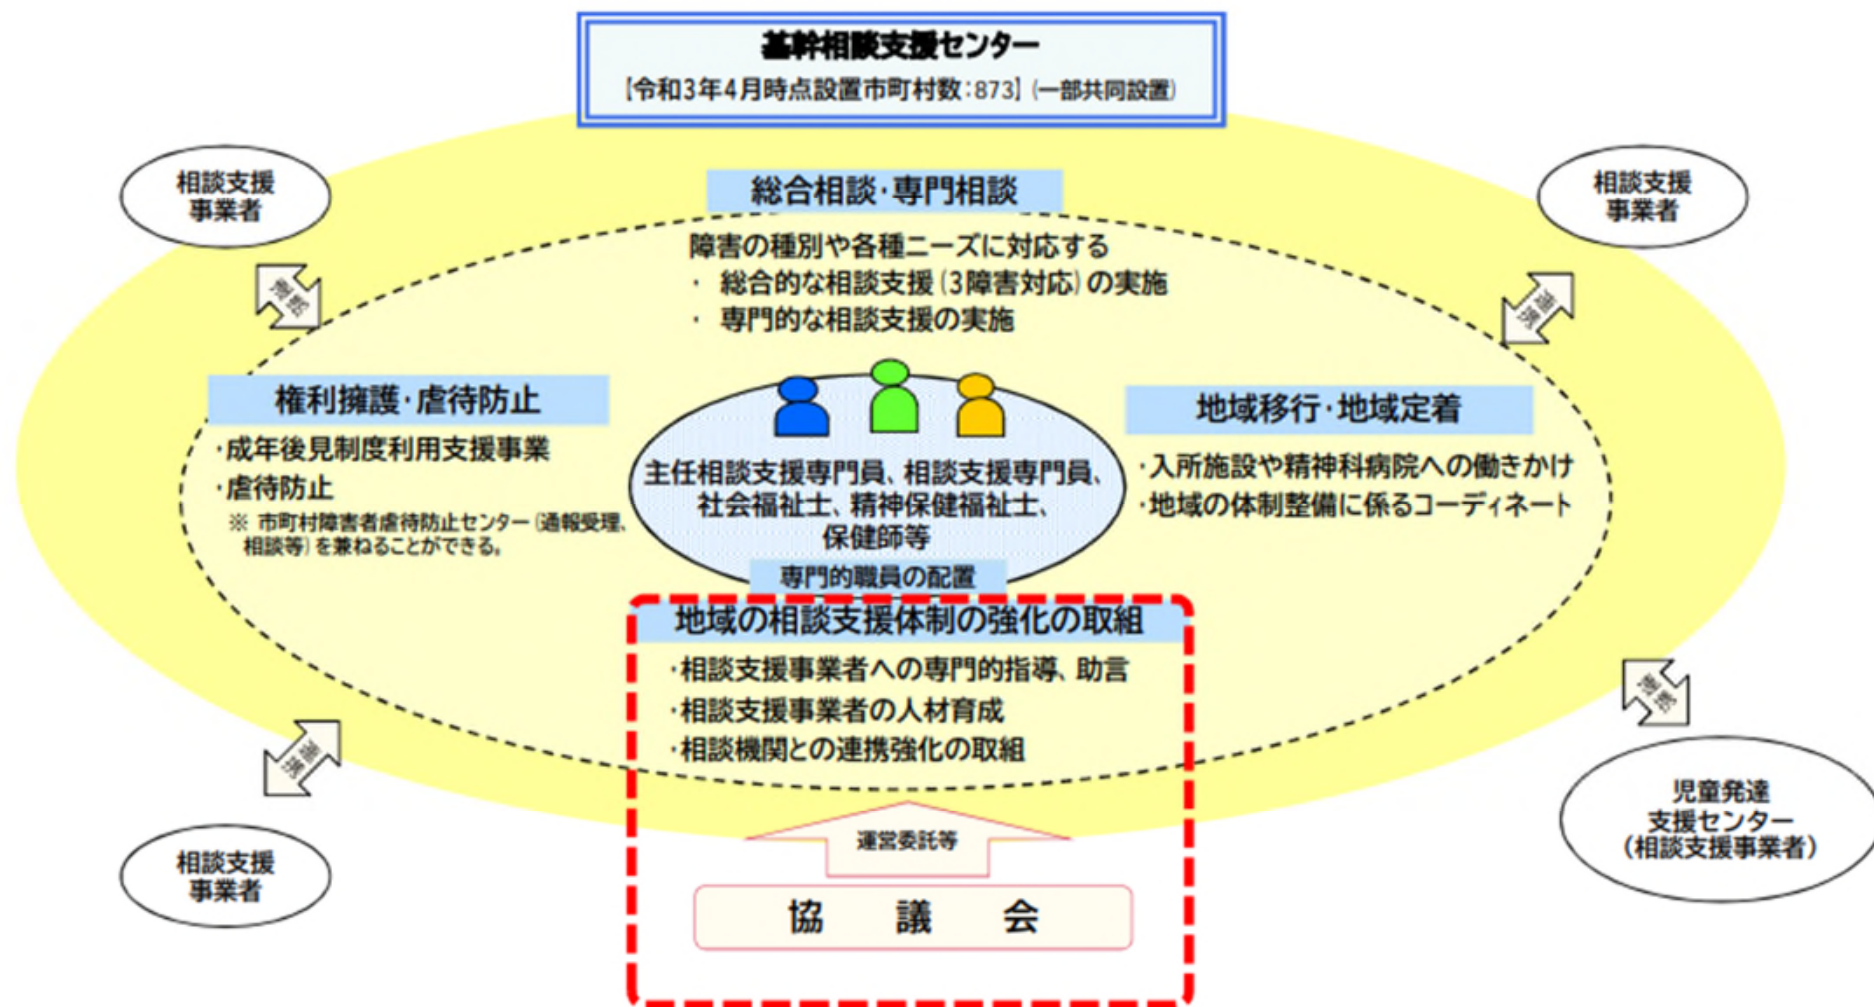 基幹相談支援センター
【令和3年4月時点設置市町村数：873】（一部共同設置）
相談支援
事業者
相談支援
事業者
総合相談・専門相談
障害の種別や各種ニーズに対応する
・ 総合的な相談支援（3障害対応）の実施
・ 専門的な相談支援の実施
連携
連携
権利擁護・虐待防止
・成年後見制度利用支援事業
・虐待防止
※ 市町村障害者虐待防止センター（通報受理、
相談等）を兼ねることができる。
主任相談支援専門員、相談支援専門員、
社会福祉士、精神保健福祉士、
保健師等
専門的職員の配置
地域移行・地域定着
・入所施設や精神科病院への働きかけ
・地域の体制整備に係るコーディネート
地域の相談支援体制の強化の取組
・相談支援事業者への専門的指導、助言
・相談支援事業者の人材育成
・相談機関との連携強化の取組
連携
連携
運営委託等
協 議 会
相談支援
事業者
児童発達
支援センター
（相談支援事業者）